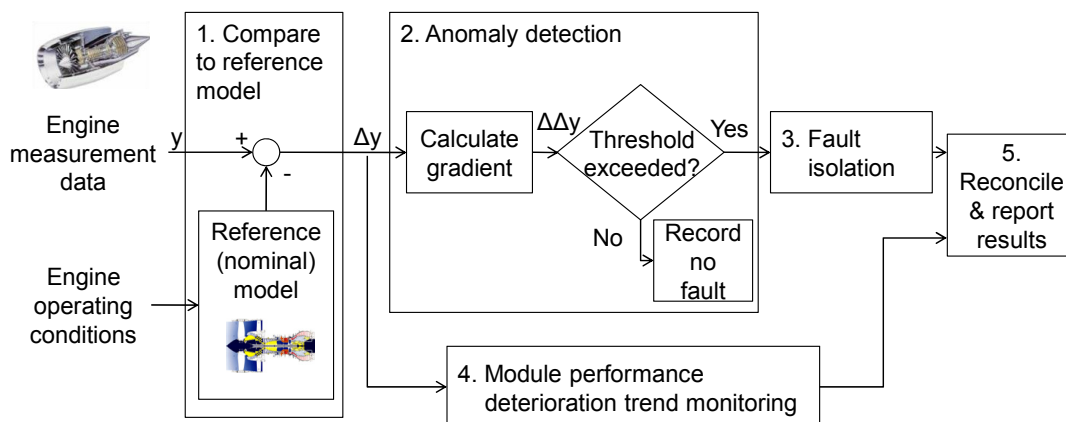 1. Compare
to reference
model
2. Anomaly detection
Engine
measurement
data
y
+
-
Δy
Calculate
gradient
ΔΔy
Threshold
exceeded?
Yes
No
Record
no
fault
3. Fault
isolation
5.
Reconcile
& report
results
Reference
(nominal)
model
Engine
operating
conditions
4. Module performance
deterioration trend monitoring